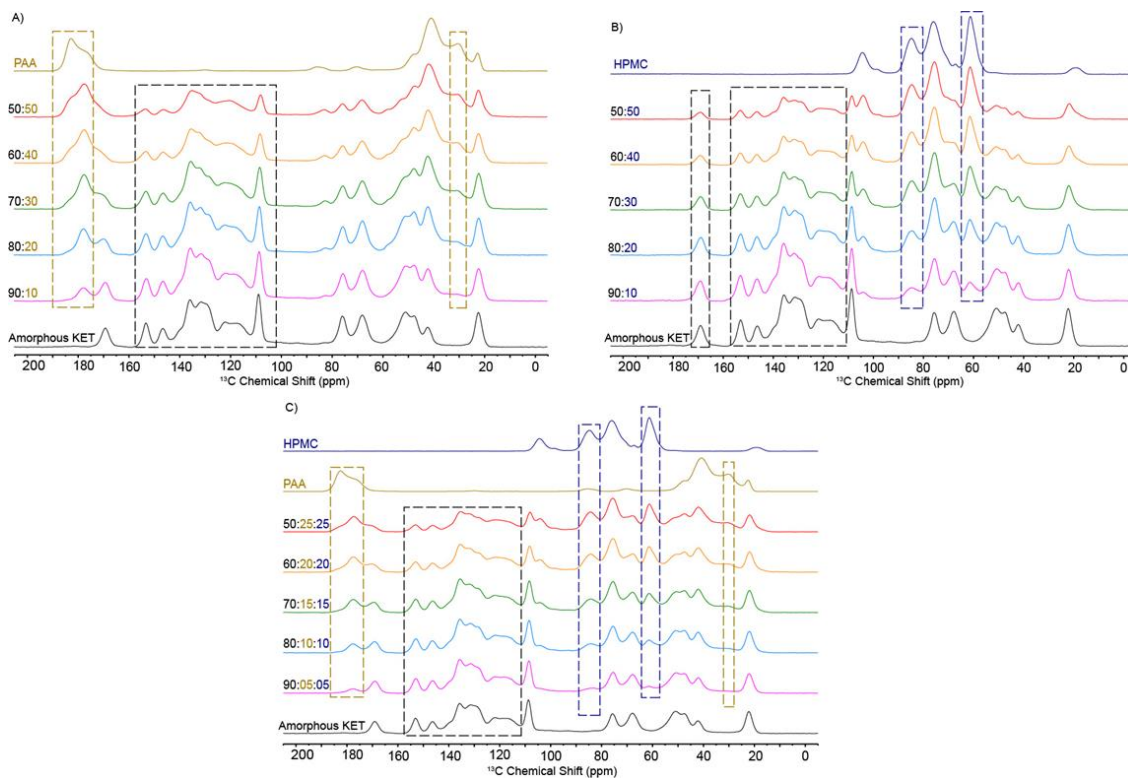 A)
PAA
50:50
60:40
70:30
80:20
90:10
Amorphous KET
200 180 160 140 120 100 80 60 40 20 0
¹³C Chemical Shift (ppm)
B)
HPMC
50:50
60:40
70:30
80:20
90:10
Amorphous KET
200 180 160 140 120 100 80 60 40 20 0
¹³C Chemical Shift (ppm)
C)
HPMC
PAA
50:25:25
60:20:20
70:15:15
80:10:10
90:05:05
Amorphous KET
200 180 160 140 120 100 80 60 40 20 0
¹³C Chemical Shift (ppm)